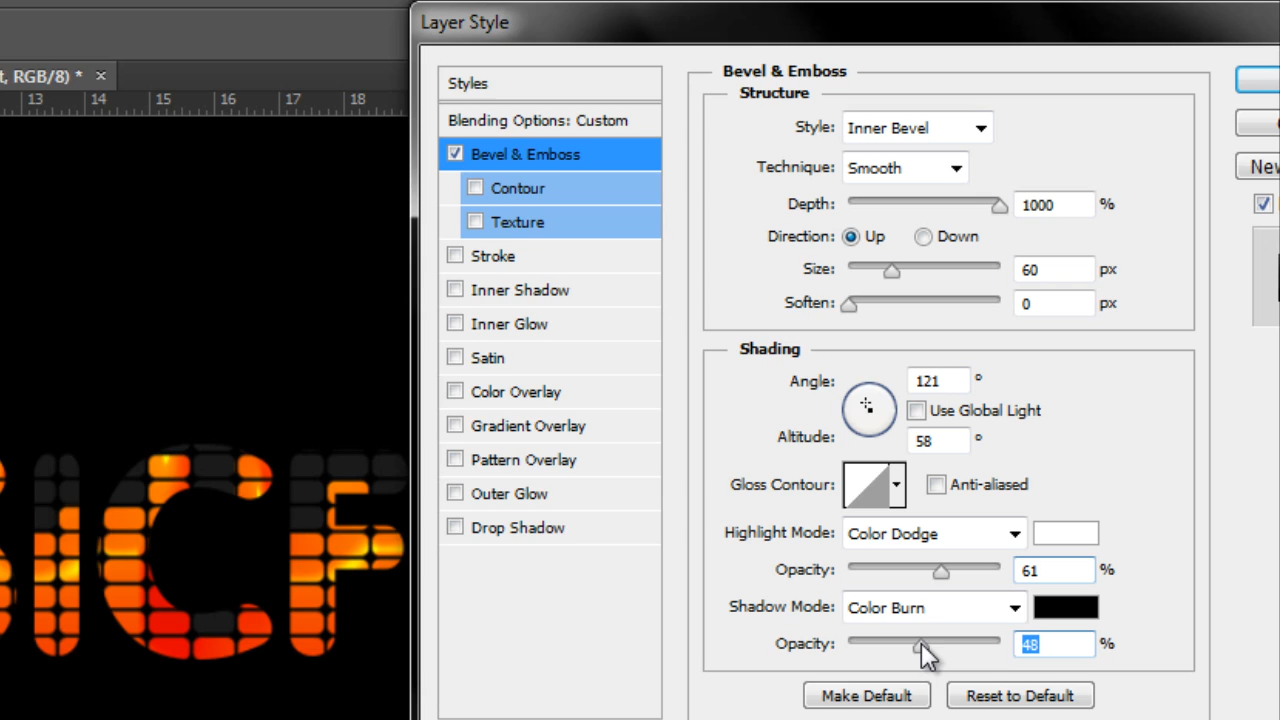 Layer Style
t, RGB/8) * ×
13 14 15 16 17 18
Styles
Blending Options: Custom
Bevel & Emboss
Contour
Texture
Stroke
Inner Shadow
Inner Glow
Satin
Color Overlay
Gradient Overlay
Pattern Overlay
Outer Glow
Drop Shadow
Bevel & Emboss
Structure
Style: Inner Bevel
Technique: Smooth
Depth: 1000 %
Direction: Up Down
Size: 60 px
Soften: 0 px
Shading
Angle: 121 °
Use Global Light
Altitude: 58 °
Gloss Contour: Anti-aliased
Highlight Mode: Color Dodge
Opacity: 61 %
Shadow Mode: Color Burn
Opacity: 48 %
Make Default Reset to Default
New
ICF